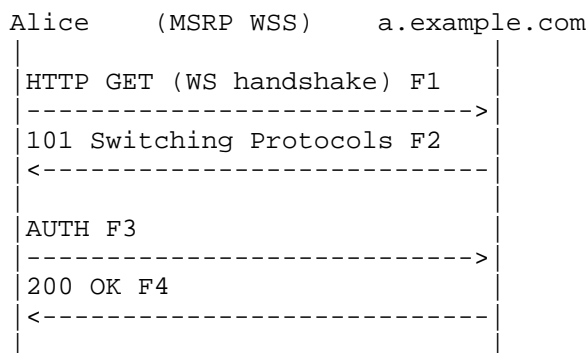 Alice    (MSRP WSS)    a.example.com
|                             |
|HTTP GET (WS handshake) F1   |
|---------------------------->|
|101 Switching Protocols F2   |
|<----------------------------|
|                             |
|AUTH F3                      |
|---------------------------->|
|200 OK F4                    |
|<----------------------------|
|                             |